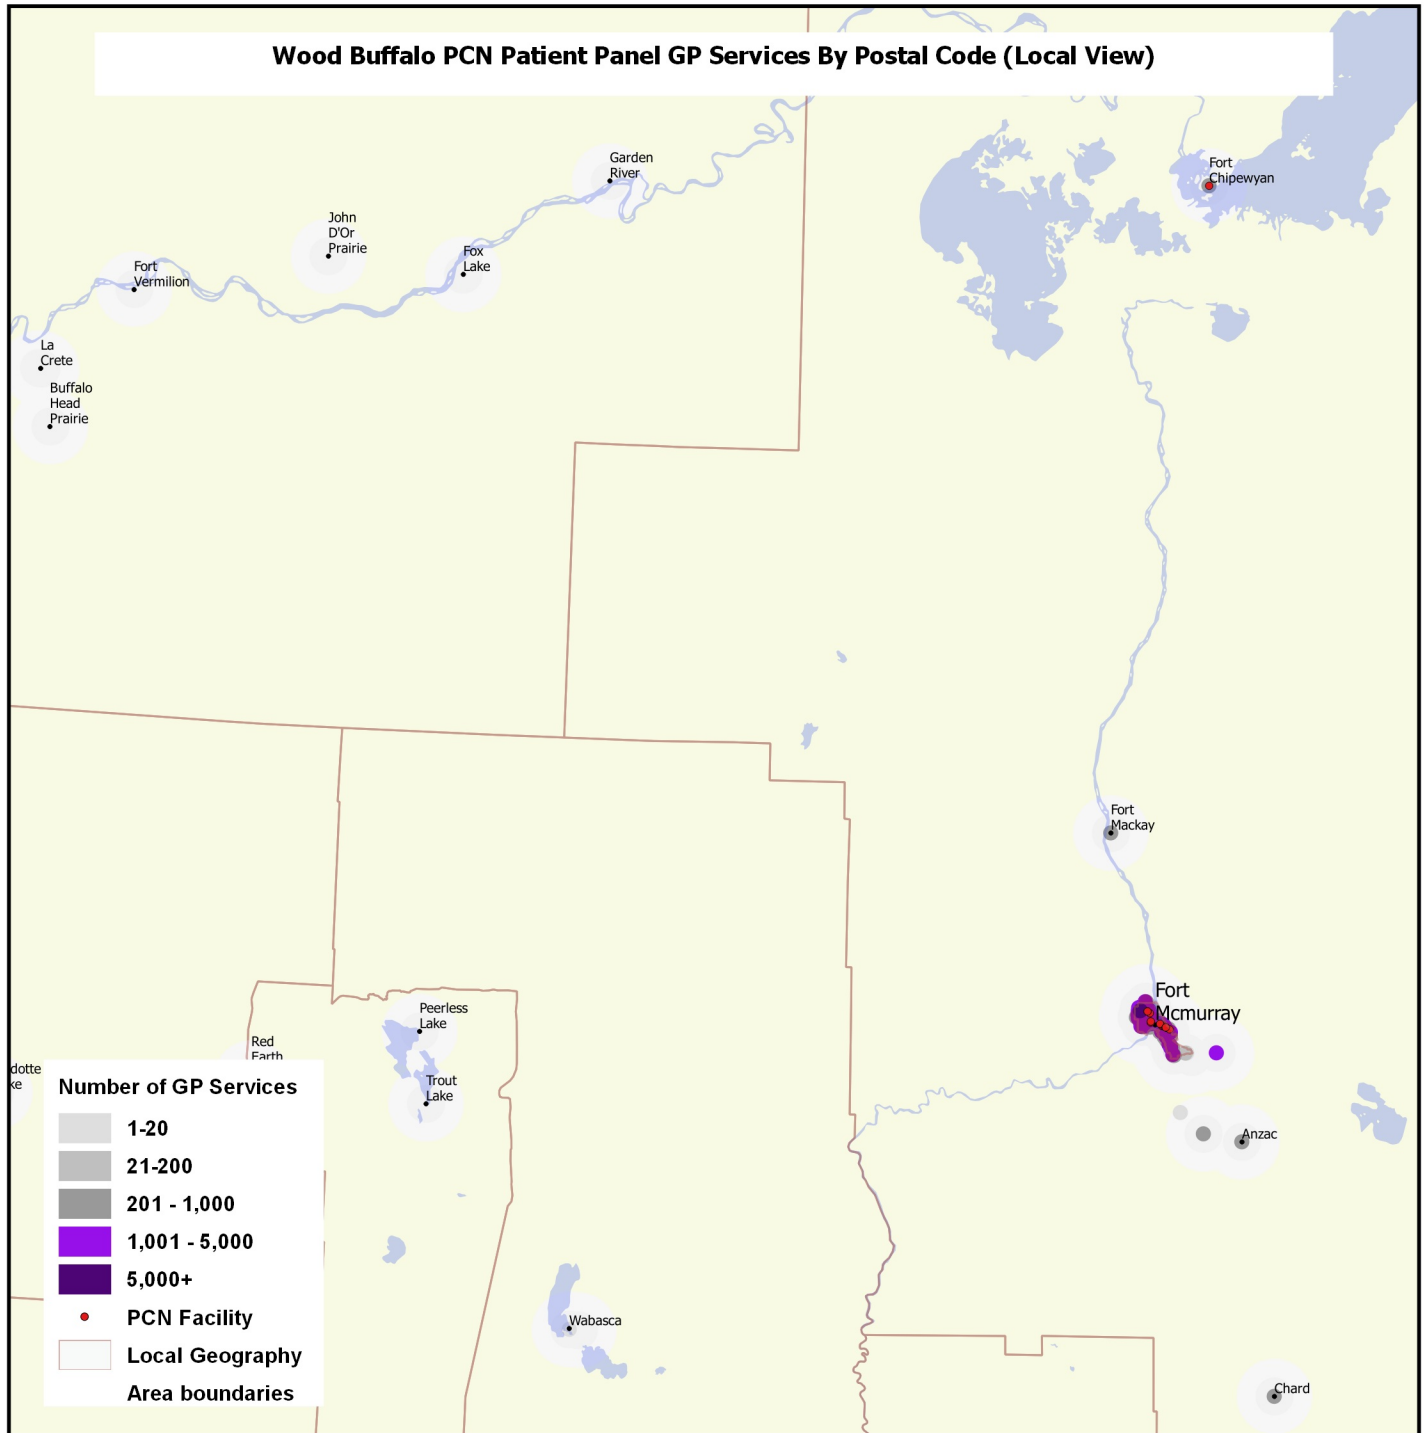 Wood Buffalo PCN Patient Panel GP Services By Postal Code (Local View)
Garden
River
Fort
Chipewyan
John
D'Or
Prairie
Fox
Lake
Fort
Vermilion
La
Crete
Buffalo
Head
Prairie
Fort
Mackay
Fort
Mcmurray
Peerless
Lake
Red
Earth
dotte
ke
Trout
Lake
Anzac
Wabasca
Chard
Number of GP Services
1-20
21-200
201 - 1,000
1,001 - 5,000
5,000+
PCN Facility
Local Geography
Area boundaries